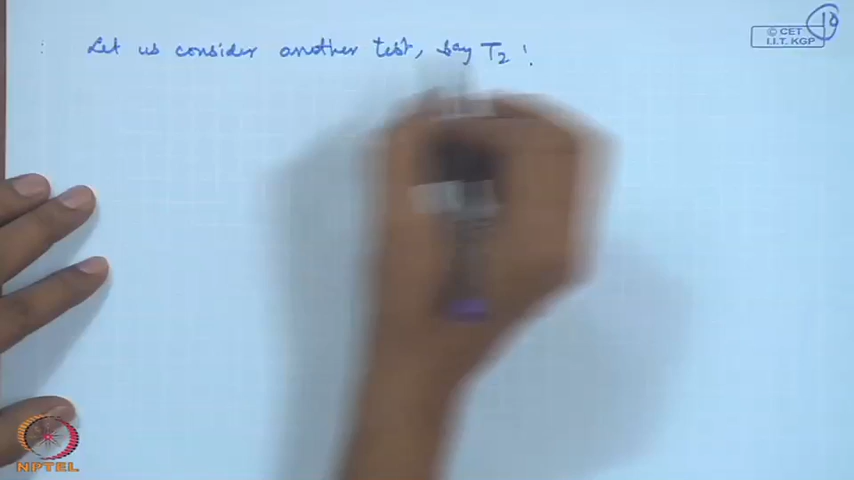 Let us consider another test, say T₂:
© CET
I.I.T. KGP
NPTEL